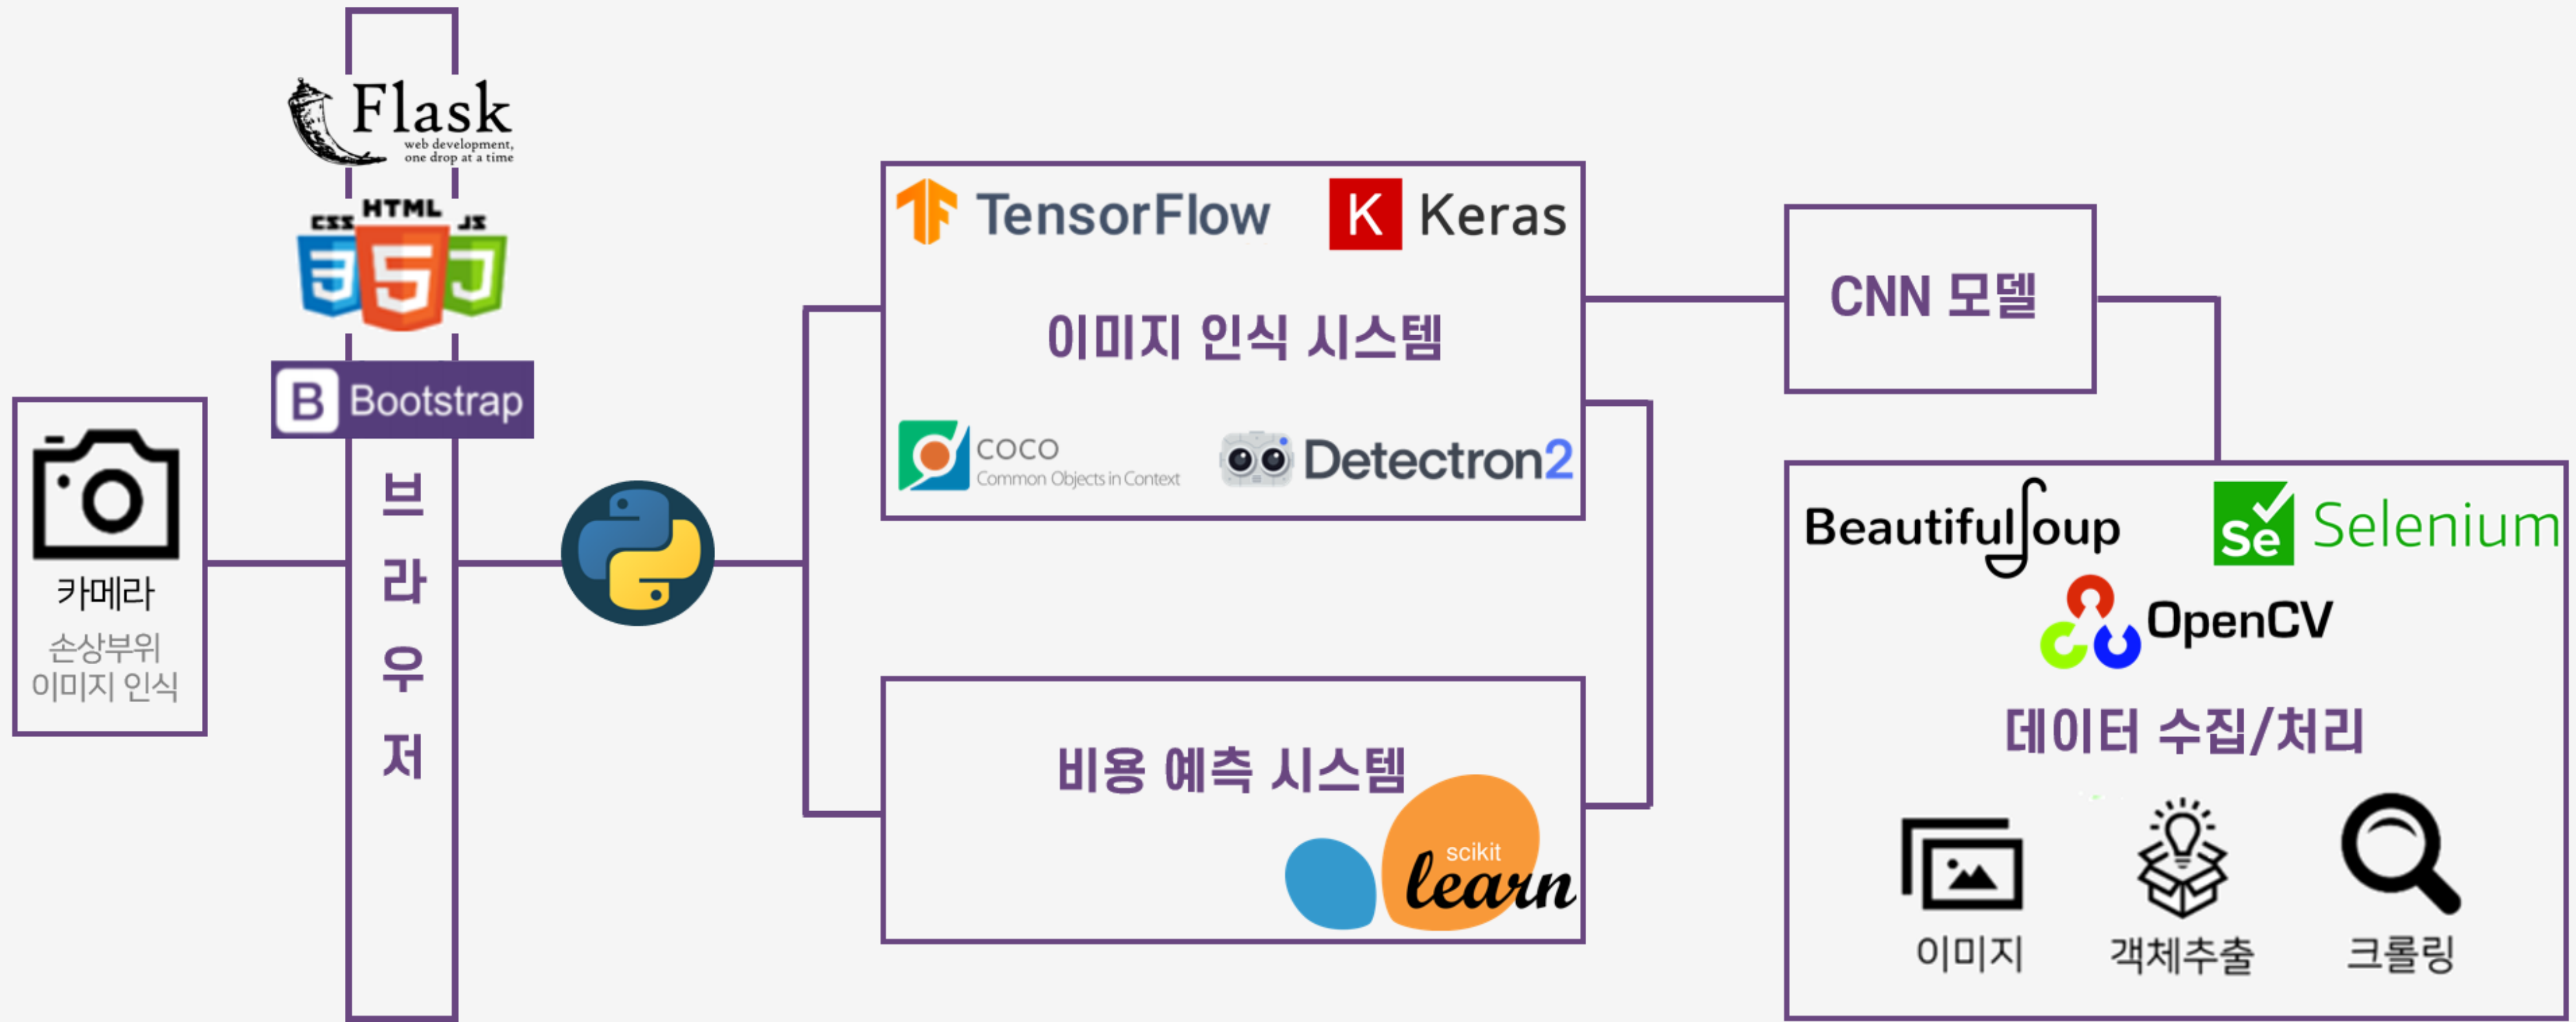 Flask
web development,
one drop at a time
CSS HTML JS
3 5 J
B Bootstrap
카메라
손상부위
이미지 인식
브
라
우
저
TensorFlow
K Keras
이미지 인식 시스템
COCO
Common Objects in Context
Detectron2
비용 예측 시스템
scikit
learn
CNN 모델
BeautifulSoup
Se Selenium
OpenCV
데이터 수집/처리
이미지
객체추출
크롤링